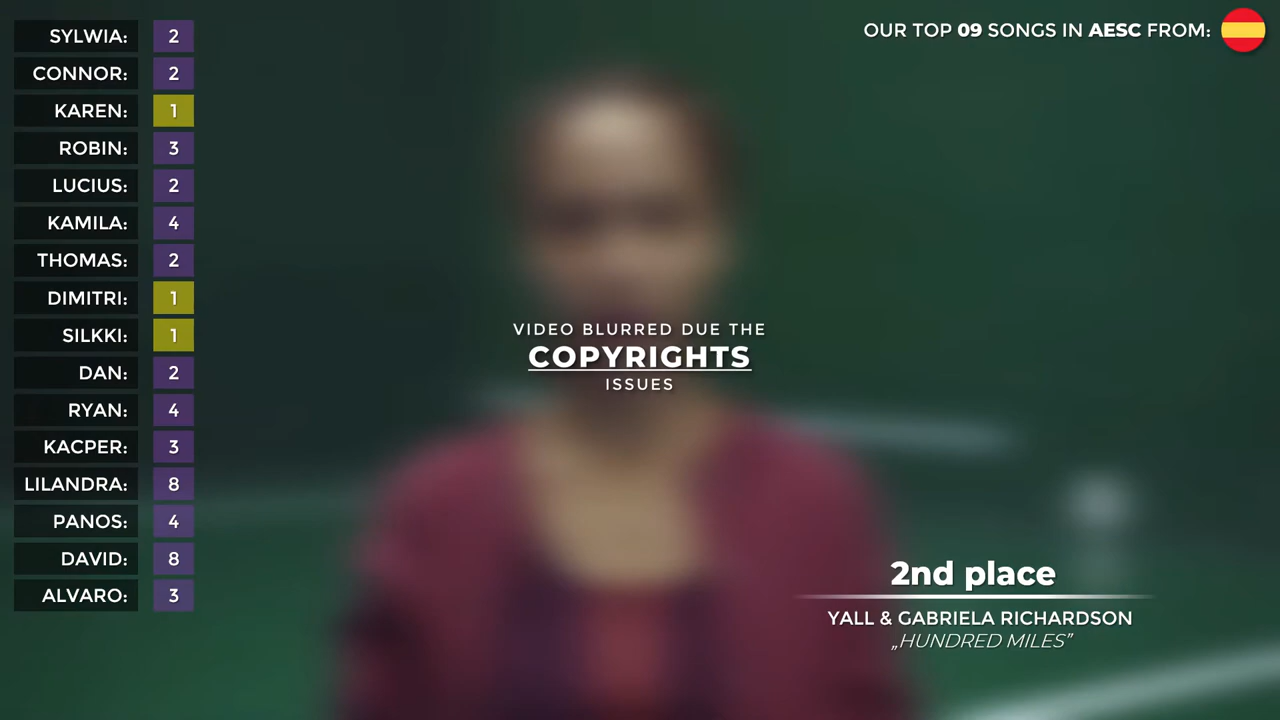 SYLWIA: 2
CONNOR: 2
KAREN: 1
ROBIN: 3
LUCIUS: 2
KAMILA: 4
THOMAS: 2
DIMITRI: 1
SILKKI: 1
DAN: 2
RYAN: 4
KACPER: 3
LILANDRA: 8
PANOS: 4
DAVID: 8
ALVARO: 3
OUR TOP 09 SONGS IN AESC FROM:
VIDEO BLURRED DUE THE
COPYRIGHTS
ISSUES
2nd place
YALL & GABRIELA RICHARDSON
„HUNDRED MILES”